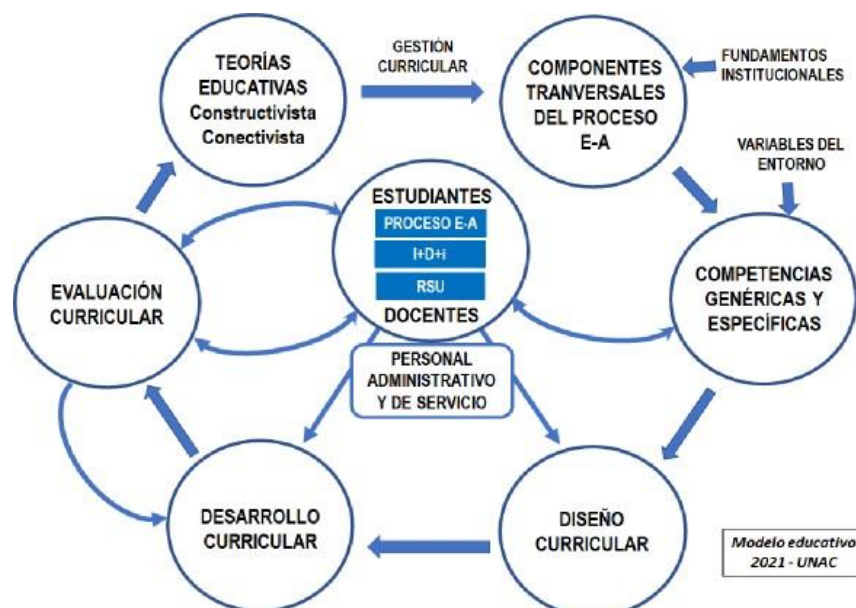 TEORÍAS
EDUCATIVAS
Constructivista
Conectivista
GESTIÓN
CURRICULAR
COMPONENTES
TRANVERSALES
DEL PROCESO
E-A
FUNDAMENTOS
INSTITUCIONALES
VARIABLES DEL
ENTORNO
ESTUDIANTES
PROCESO E-A
I+D+i
RSU
DOCENTES
PERSONAL
ADMINISTRATIVO
Y DE SERVICIO
EVALUACIÓN
CURRICULAR
COMPETENCIAS
GENÉRICAS Y
ESPECÍFICAS
DESARROLLO
CURRICULAR
DISEÑO
CURRICULAR
Modelo educativo
2021 - UNAC